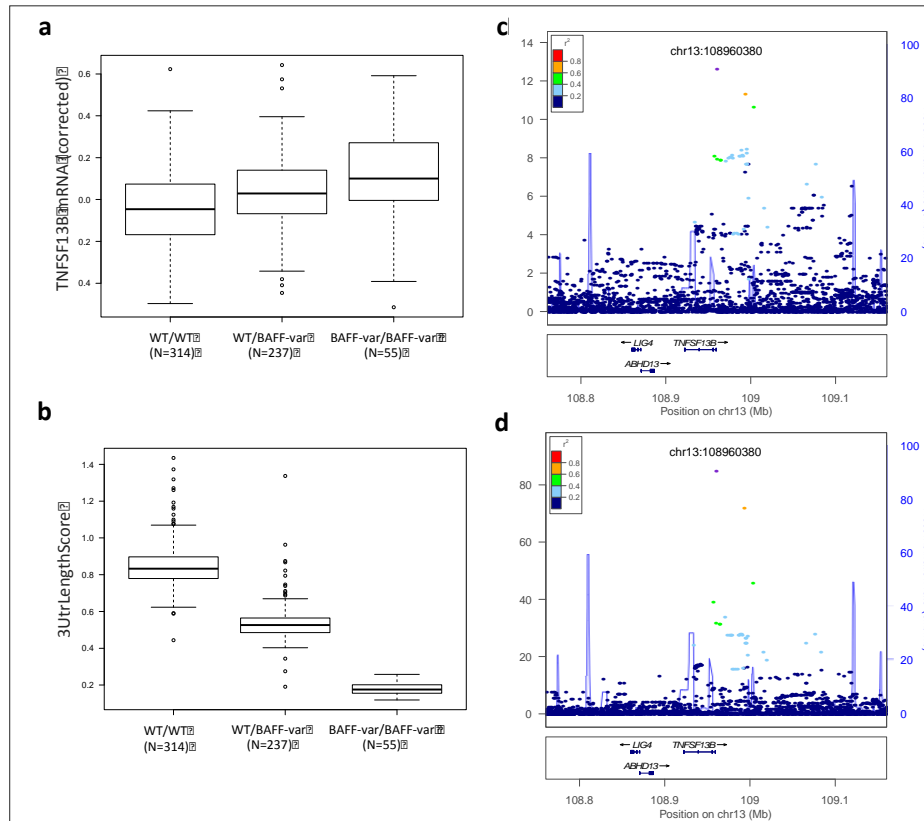 a
TNFSF13B mRNA (corrected)
0.6
0.4
0.2
0.0
0.2
0.4
WT/WT
(N=314)
WT/BAFF-var
(N=237)
BAFF-var/BAFF-var
(N=55)
b
3UtrLengthScore
1.4
1.2
1.0
0.8
0.6
0.4
0.2
WT/WT
(N=314)
WT/BAFF-var
(N=237)
BAFF-var/BAFF-var
(N=55)
c
14
12
10
8
6
4
2
0
r2
0.8
0.6
0.4
0.2
chr13:108960380
100
80
60
40
20
0
LIG4
TNFSF13B
ABHD13
108.8
108.9
109
109.1
Position on chr13 (Mb)
d
80
60
40
20
0
r2
0.8
0.6
0.4
0.2
chr13:108960380
100
80
60
40
20
0
LIG4
TNFSF13B
ABHD13
108.8
108.9
109
109.1
Position on chr13 (Mb)